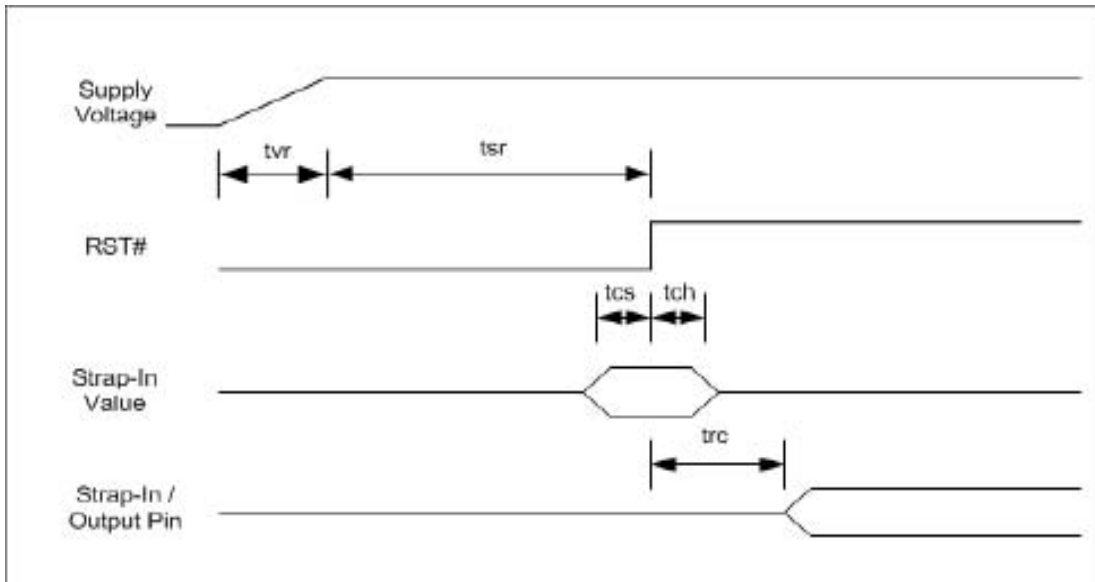 Supply
Voltage
tvr
tsr
RST#
tcs
tch
Strap-In
Value
trc
Strap-In /
Output Pin